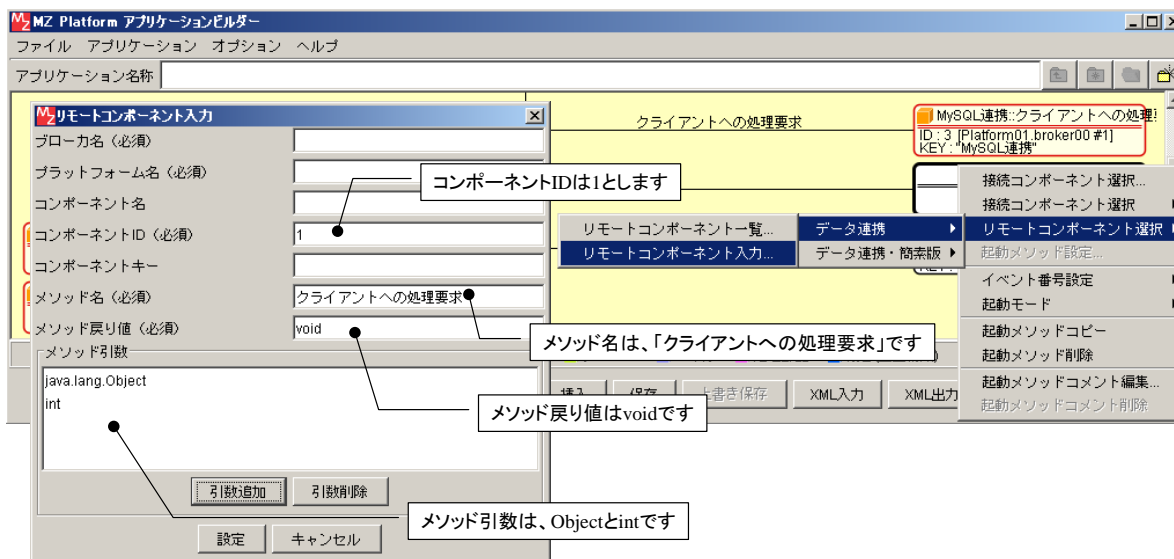 MZ Platform アプリケーションビルダー
ファイル アプリケーション オプション ヘルプ
アプリケーション名称
リモートコンポーネント入力
ブローカ名（必須）
プラットフォーム名（必須）
コンポーネント名
コンポーネントID（必須） 1
コンポーネントキー
メソッド名（必須） クライアントへの処理要求
メソッド戻り値（必須） void
メソッド引数
java.lang.Object
int
引数追加 引数削除
設定 キャンセル
コンポーネントIDは1とします
メソッド名は、「クライアントへの処理要求」です
メソッド戻り値はvoidです
メソッド引数は、Objectとintです
クライアントへの処理要求
MySQL連携::クライアントへの処理!
ID : 3 [Platform01.broker00 #1]
KEY : "MySQL連携"
リモートコンポーネント一覧...
リモートコンポーネント入力...
データ連携
データ連携・簡素版
接続コンポーネント選択...
接続コンポーネント選択
リモートコンポーネント選択
起動メソッド設定...
イベント番号設定
起動モード
起動メソッドコピー
起動メソッド削除
起動メソッドコメント編集...
起動メソッドコメント削除
挿入 保存 上書き保存 XML入力 XML出力